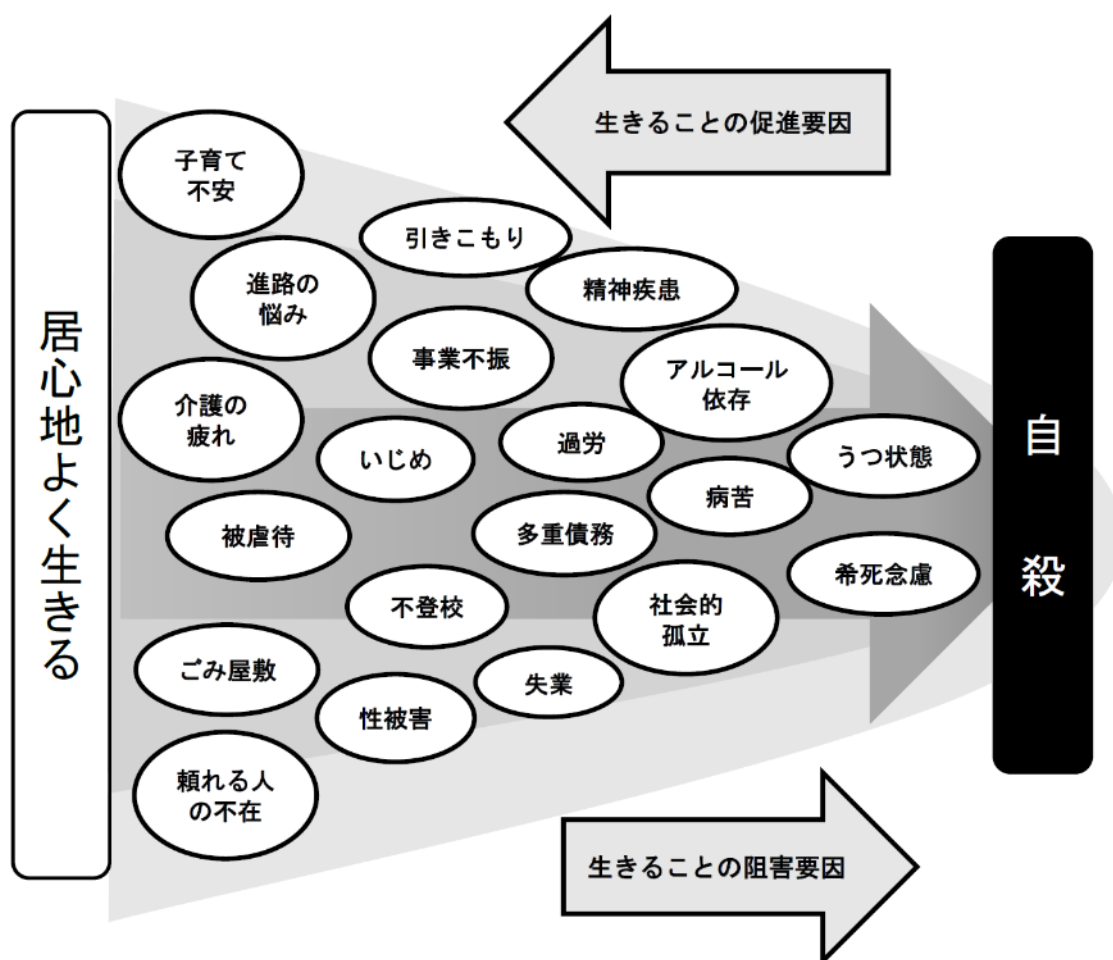 生きることの促進要因
居心地よく生きる
子育て
不安
引きこもり
進路の
悩み
精神疾患
事業不振
アルコール
依存
介護の
疲れ
いじめ
過労
うつ状態
病苦
被虐待
多重債務
希死念慮
不登校
社会的
孤立
ごみ屋敷
性被害
失業
頼れる人
の不在
自殺
生きることの阻害要因